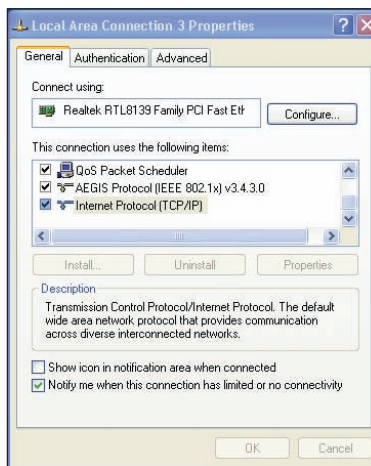 Local Area Connection 3 Properties
General Authentication Advanced
Connect using:
Realtek RTL8139 Family PCI Fast Eth
Configure...
This connection uses the following items:
QoS Packet Scheduler
AEGIS Protocol (IEEE 802.1x) v3.4.3.0
Internet Protocol (TCP/IP)
Install... Uninstall Properties
Description
Transmission Control Protocol/Internet Protocol. The default
wide area network protocol that provides communication
across diverse interconnected networks.
Show icon in notification area when connected
Notify me when this connection has limited or no connectivity
OK Cancel